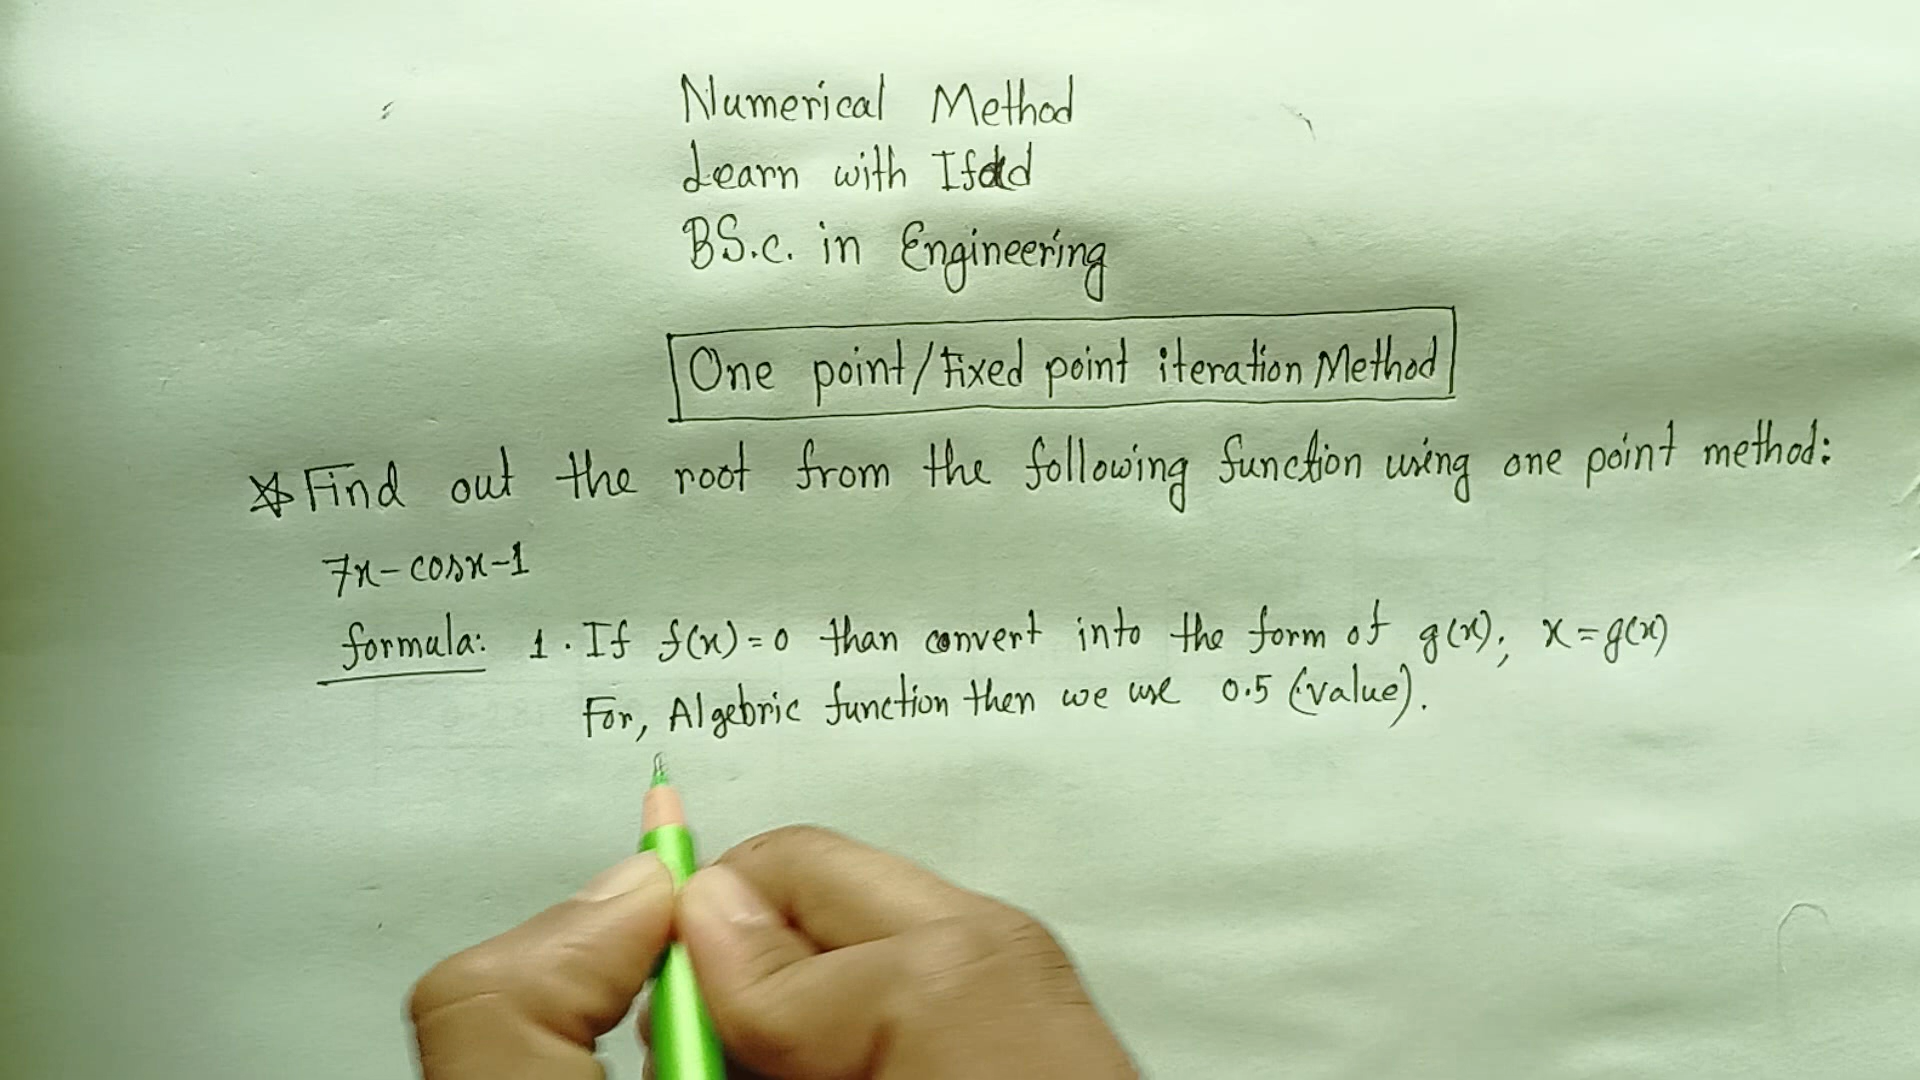 Numerical Method
Learn with Ifad
BS.c. in Engineering
One point/Fixed point iteration Method
Find out the root from the following function using one point method:
7x-cosx-1
formula: 1. If f(x)=0 than convert into the form of g(x); x=g(x)
For, Algebric function then we use 0.5 (value).